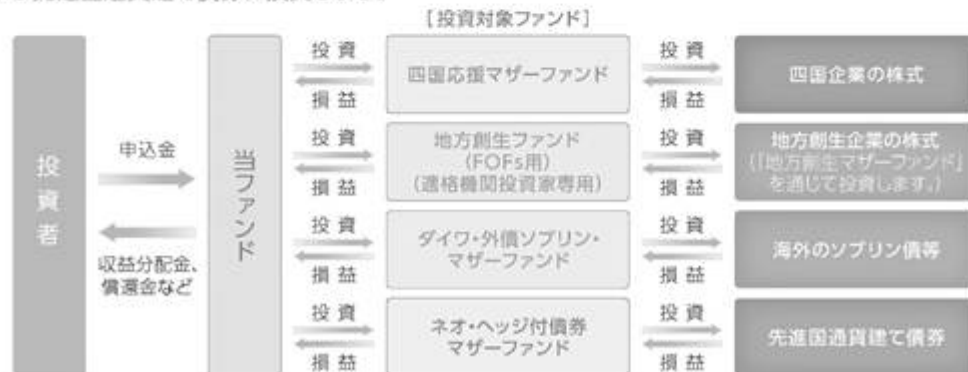 [投資対象ファンド]
投資者
申込金
収益分配金、
償還金など
当ファンド
投資
損益
四国応援マザーファンド
投資
損益
四国企業の株式
投資
損益
地方創生ファンド
(FOFs用)
(適格機関投資家専用)
投資
損益
地方創生企業の株式
(「地方創生マザーファンド」
を通じて投資します。)
投資
損益
ダイワ・外債ソブリン・
マザーファンド
投資
損益
海外のソブリン債等
投資
損益
ネオ・ヘッジ付債券
マザーファンド
投資
損益
先進国通貨建て債券